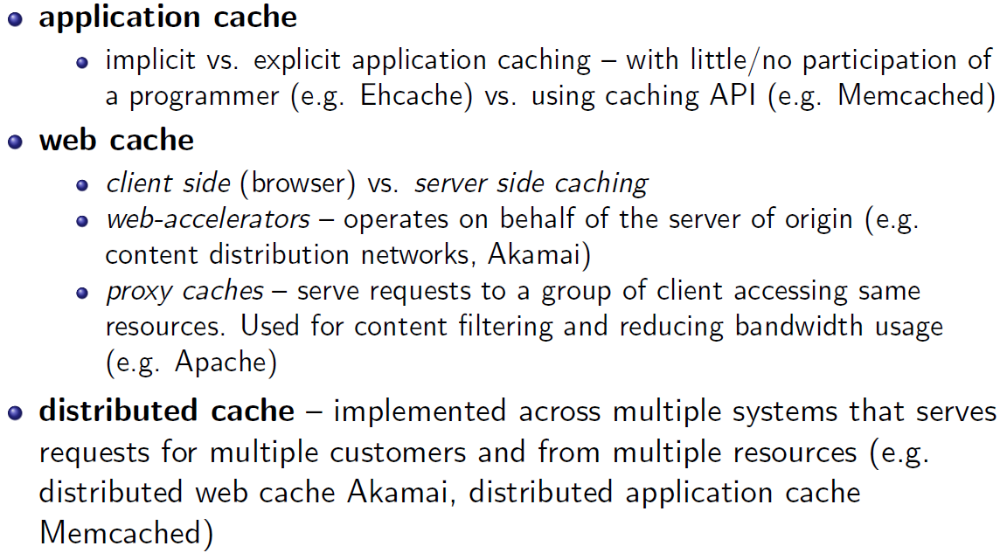 application cache
implicit vs. explicit application caching – with little/no participation of
a programmer (e.g. Ehcache) vs. using caching API (e.g. Memcached)
web cache
client side (browser) vs. server side caching
web-accelerators – operates on behalf of the server of origin (e.g.
content distribution networks, Akamai)
proxy caches – serve requests to a group of client accessing same
resources. Used for content filtering and reducing bandwidth usage
(e.g. Apache)
distributed cache – implemented across multiple systems that serves
requests for multiple customers and from multiple resources (e.g.
distributed web cache Akamai, distributed application cache
Memcached)